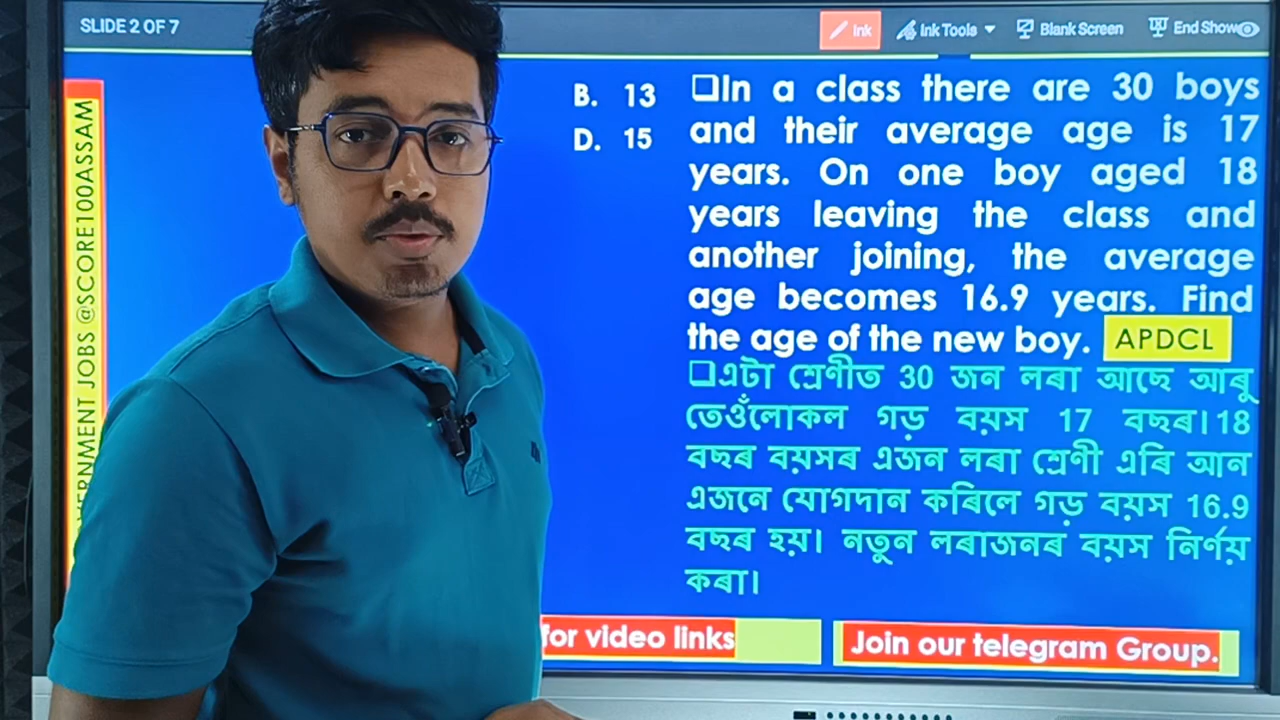 SLIDE 2 OF 7
Ink
Ink Tools
Blank Screen
End Show
B. 13
D. 15
❑In a class there are 30 boys
and their average age is 17
years. On one boy aged 18
years leaving the class and
another joining, the average
age becomes 16.9 years. Find
the age of the new boy. APDCL
❑এটা শ্ৰেণীত 30 জন লৰা আছে আৰু
তেওঁলোকল গড় বয়স 17 বছৰ।18
বছৰ বয়সৰ এজন লৰা শ্ৰেণী এৰি আন
এজনে যোগদান কৰিলে গড় বয়স 16.9
বছৰ হয়। নতুন লৰাজনৰ বয়স নিৰ্ণয়
কৰা।
JOBS @SCORE100ASSAM
for video links
Join our telegram Group.